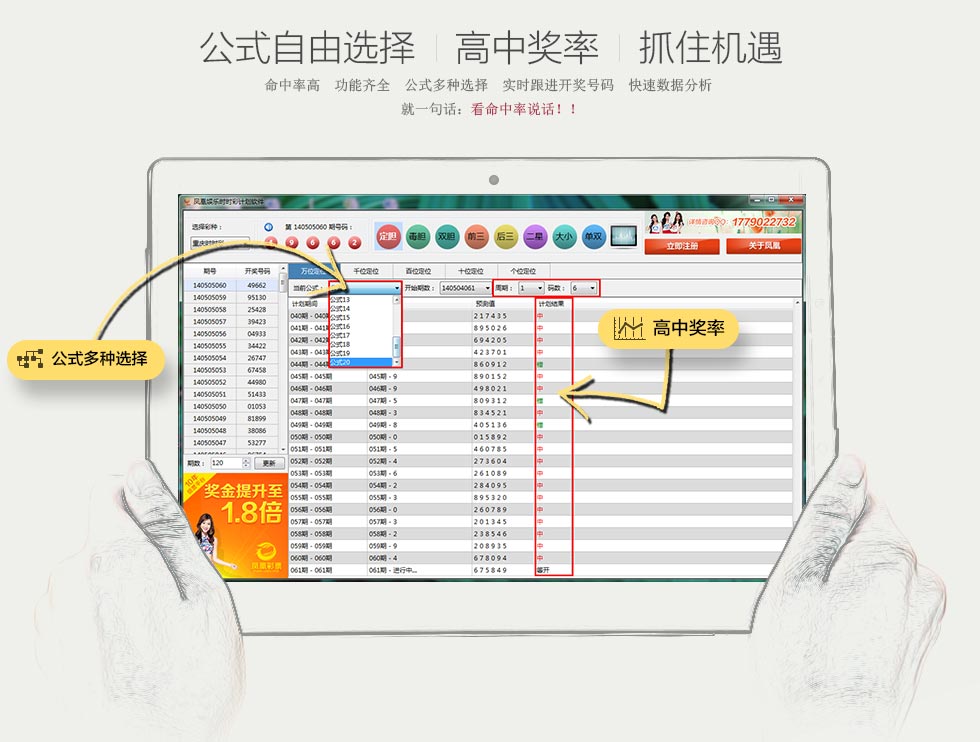 公式自由选择 高中奖率 抓住机遇
命中率高 功能齐全 公式多种选择 实时跟进开奖号码 快速数据分析
就一句话：看命中率说话！！
凤凰娱乐时时彩计划软件
选择彩种：
第 140505060 期号码：
4 9 6 6 2
定胆 毒胆 双胆 前三 后三 二星 大小 单双
详情咨询QQ：1779022732
立即注册 关于凤凰
期号 开奖号码
万位定位 千位定位 百位定位 十位定位 个位定位
当前公式： 开始期数： 140504061 周期： 1 码数： 6
计划期间 预测值 计划结果
公式13
公式14
公式15
公式16
公式17
公式18
公式19
公式20
140505060 49662
140505059 95130
140505058 25428
140505057 39423
140505056 04933
140505055 34422
140505054 26747
140505053 67458
140505052 44980
140505051 51433
140505050 01053
140505049 81899
140505048 38086
140505047 53277
期数： 120 更新
040期 - 04 217435 中
041期 - 04 895026 中
042期 - 04 694205 中
043期 - 04 423701 中
044期 - 044 860912 错
045期 - 045期 045期 - 9 890152 中
046期 - 046期 046期 - 9 498021 中
047期 - 047期 047期 - 5 809312 错
048期 - 048期 048期 - 3 834521 中
049期 - 049期 049期 - 8 405136 错
050期 - 050期 050期 - 0 015892 中
051期 - 051期 051期 - 5 460785 中
052期 - 052期 052期 - 4 273604 中
053期 - 053期 053期 - 6 261089 中
054期 - 054期 054期 - 2 284095 中
055期 - 055期 055期 - 3 895320 中
056期 - 056期 056期 - 0 260789 中
057期 - 057期 057期 - 3 201345 中
058期 - 058期 058期 - 2 238546 中
059期 - 059期 059期 - 9 208935 中
060期 - 060期 060期 - 4 678094 中
061期 - 061期 061期 - 进行中... 675849 等开
公式多种选择
高中奖率
10年
奖金提升至
1.8倍
凤凰彩票